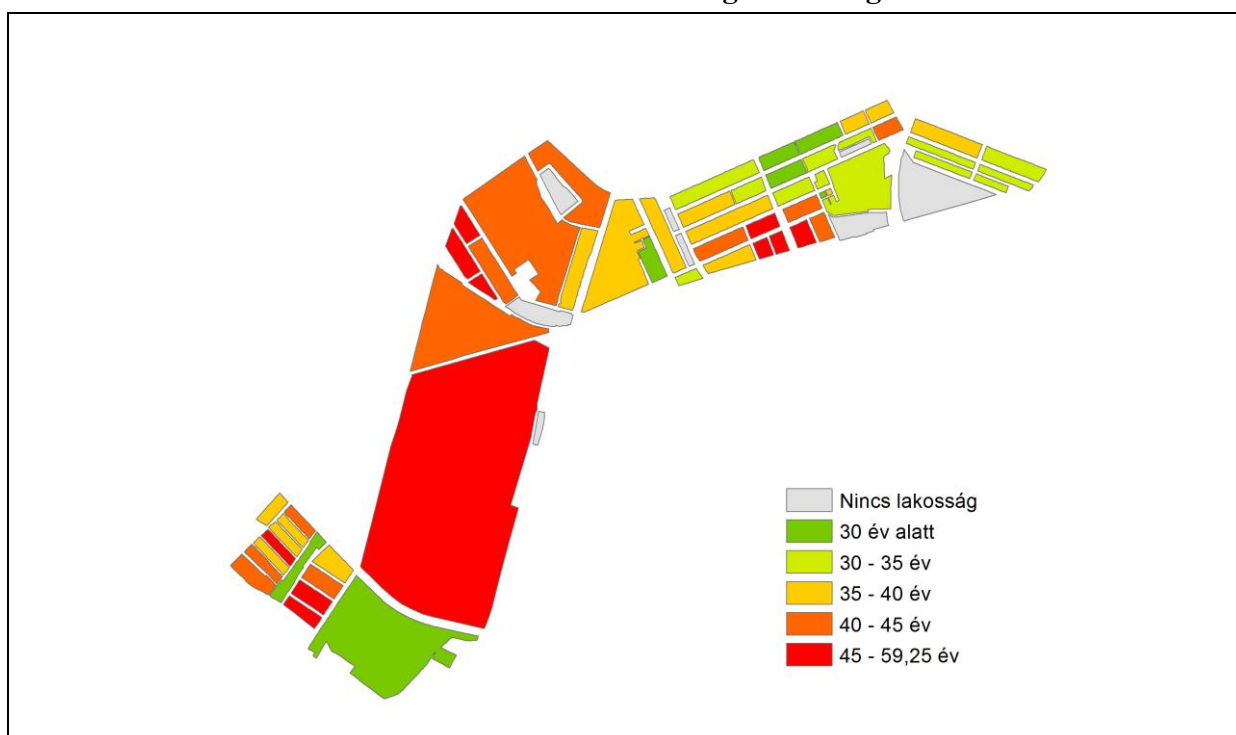 Nincs lakosság
30 év alatt
30 - 35 év
35 - 40 év
40 - 45 év
45 - 59,25 év